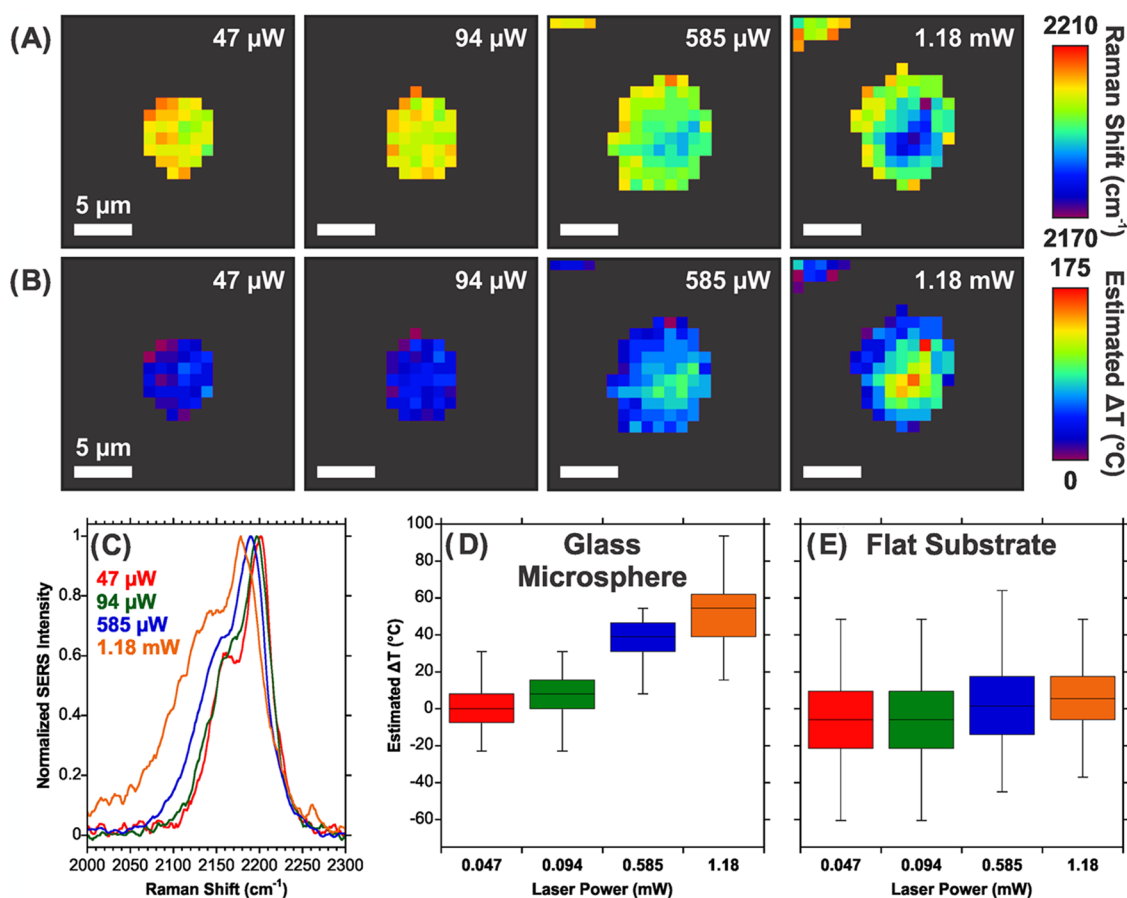 (A)
47 µW
94 µW
585 µW
1.18 mW
5 µm
2210
Raman Shift (cm⁻¹)
2170
(B)
47 µW
94 µW
585 µW
1.18 mW
5 µm
175
Estimated ΔT (°C)
0
(C)
47 µW
94 µW
585 µW
1.18 mW
Normalized SERS Intensity
1
0.8
0.6
0.4
0.2
0
2000 2050 2100 2150 2200 2250 2300
Raman Shift (cm⁻¹)
(D) Glass
Microsphere
Estimated ΔT (°C)
100
80
60
40
20
0
-20
-40
-60
0.047 0.094 0.585 1.18
Laser Power (mW)
(E) Flat Substrate
0.047 0.094 0.585 1.18
Laser Power (mW)